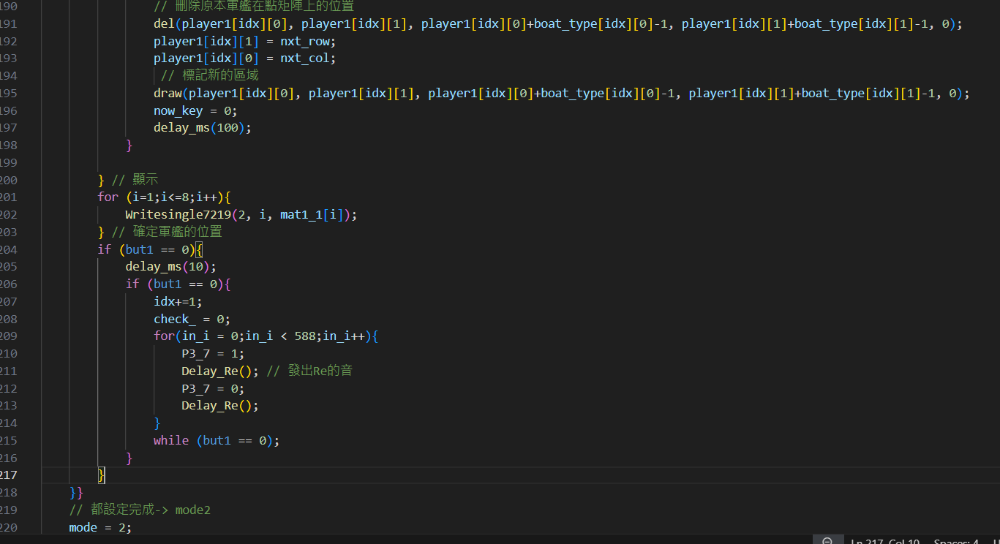 190 // 刪除原本軍艦在點矩陣上的位置
191 del(player1[idx][0], player1[idx][1], player1[idx][0]+boat_type[idx][0]-1, player1[idx][1]+boat_type[idx][1]-1, 0);
192 player1[idx][1] = nxt_row;
193 player1[idx][0] = nxt_col;
194 // 標記新的區域
195 draw(player1[idx][0], player1[idx][1], player1[idx][0]+boat_type[idx][0]-1, player1[idx][1]+boat_type[idx][1]-1, 0);
196 now_key = 0;
197 delay_ms(100);
198 }
199
200 } // 顯示
201 for (i=1;i<=8;i++){
202 Writesingle7219(2, i, mat1_1[i]);
203 } // 確定軍艦的位置
204 if (but1 == 0){
205 delay_ms(10);
206 if (but1 == 0){
207 idx+=1;
208 check_ = 0;
209 for(in_i = 0;in_i < 588;in_i++){
210 P3_7 = 1;
211 Delay_Re(); // 發出Re的音
212 P3_7 = 0;
213 Delay_Re();
214 }
215 while (but1 == 0);
216 }
217 }
218 }}
219 // 都設定完成-> mode2
220 mode = 2;
Ln 217, Col 10 Spaces: 4